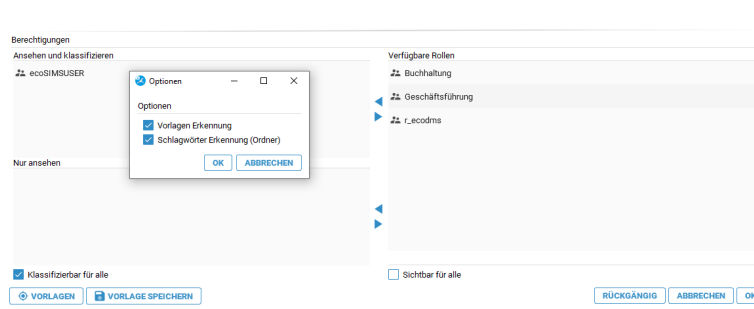 Berechtigungen
Ansehen und klassifizieren
ecoSIMSUSER
Optionen
Optionen
Vorlagen Erkennung
Schlagwörter Erkennung (Ordner)
OK ABBRECHEN
Nur ansehen
Verfügbare Rollen
Buchhaltung
Geschäftsführung
r_ecodms
Klassifizierbar für alle
Sichtbar für alle
VORLAGEN VORLAGE SPEICHERN
RÜCKGÄNGIG ABBRECHEN OK